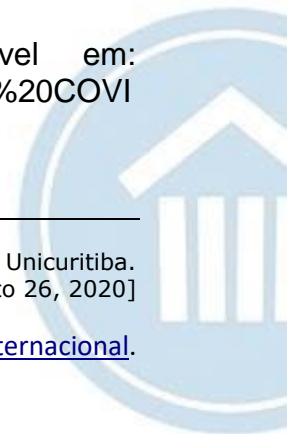 vel em:
%20COVI
Unicuritiba.
to 26, 2020]
ternacional.